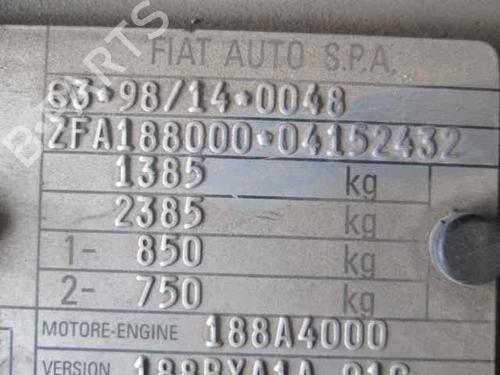 FIAT AUTO S.P.A.
e3*98/14*0048
ZFA188000*04152432
1385 kg
2385 kg
1- 850 kg
2- 750 kg
MOTORE-ENGINE 188A4000
VERSION